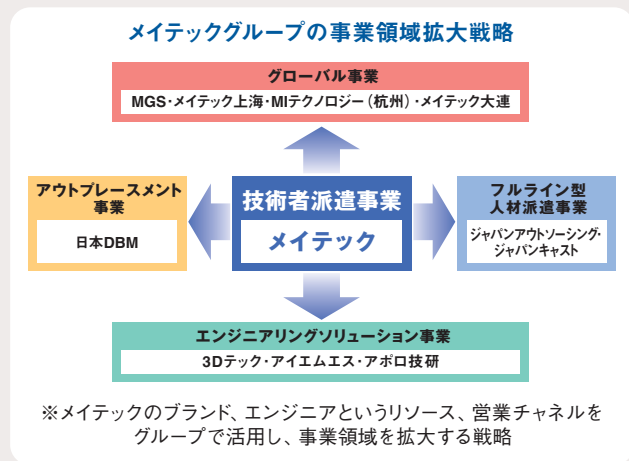 メイテックグループの事業領域拡大戦略
グローバル事業
MGS・メイテック上海・MIテクノロジー（杭州）・メイテック大連
アウトプレースメント
事業
日本DBM
技術者派遣事業
メイテック
フルライン型
人材派遣事業
ジャパンアウトソーシング・
ジャパンキャスト
エンジニアリングソリューション事業
3Dテック・アイエムエス・アポロ技研
※メイテックのブランド、エンジニアというリソース、営業チャネルを
グループで活用し、事業領域を拡大する戦略